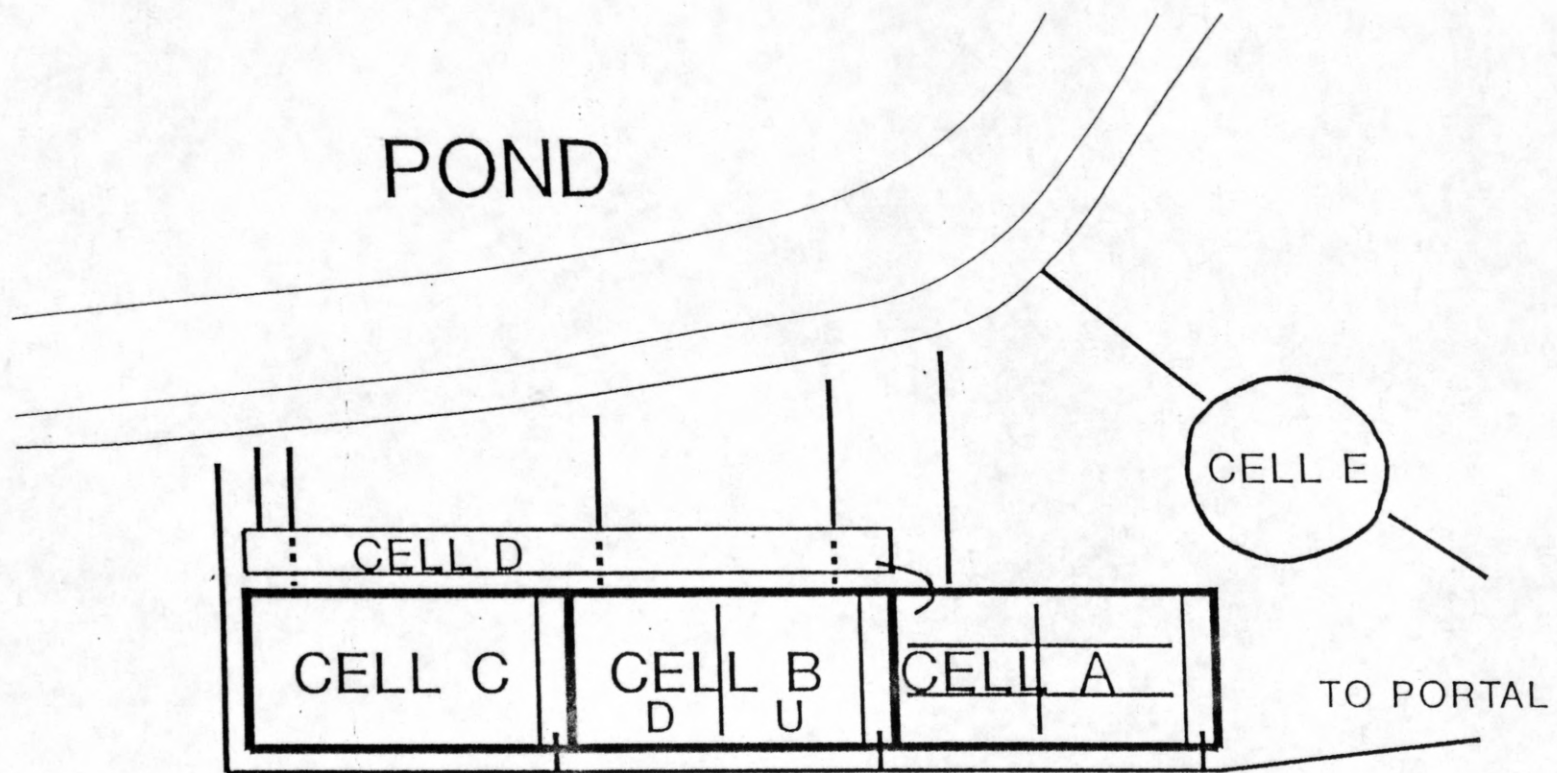 POND
CELL E
CELL D
CELL C
CELL B
D U
CELL A
TO PORTAL